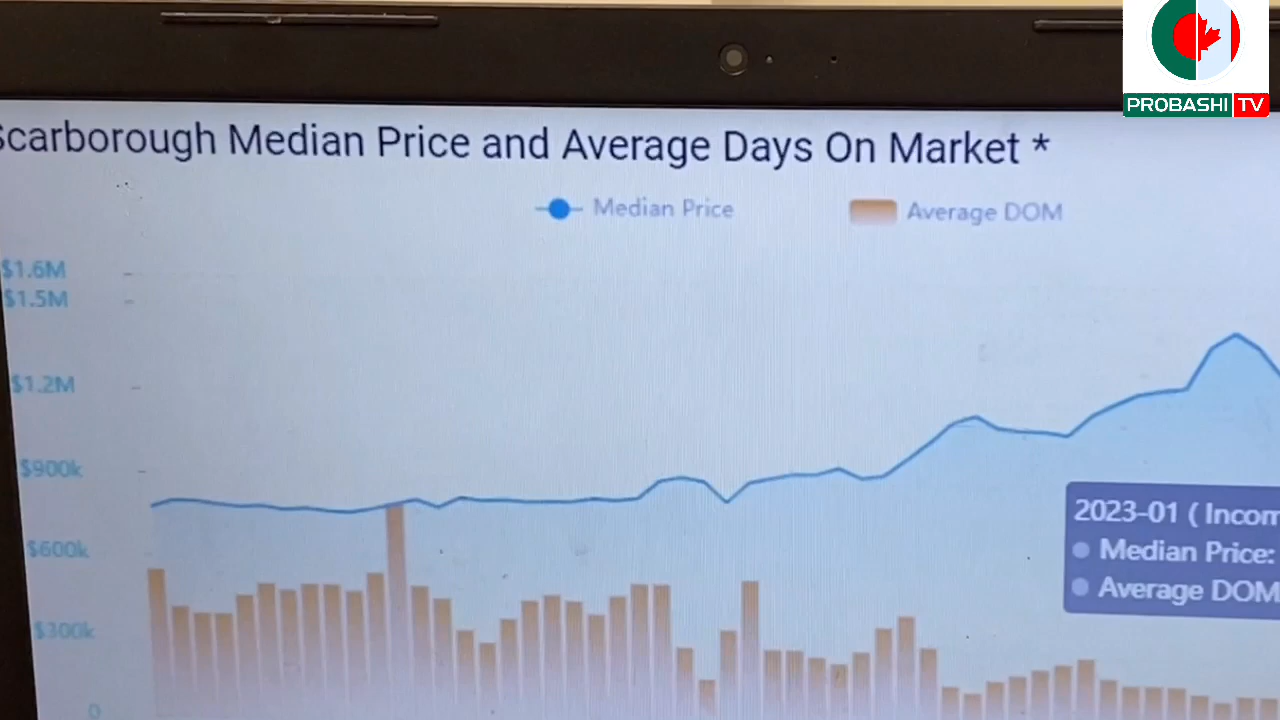 PROBASHI TV
Scarborough Median Price and Average Days On Market *
Median Price
Average DOM
$1.6M
$1.5M
$1.2M
$900k
$600k
$300k
0
2023-01 ( Incom
Median Price:
Average DOM